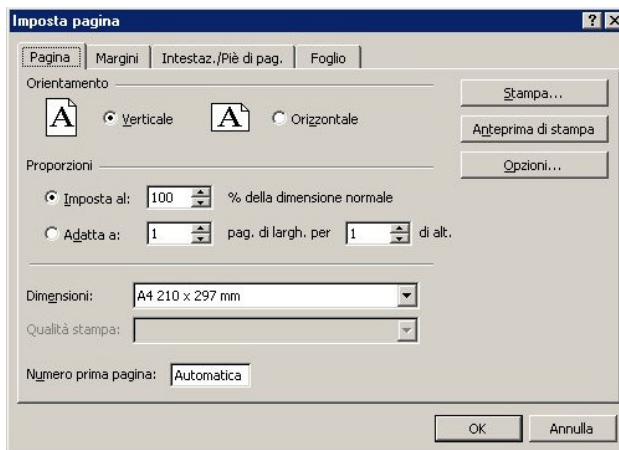 Imposta pagina
Pagina Margini Intestaz./Piè di pag. Foglio
Orientamento
A Verticale A Orizzontale
Stampa...
Anteprima di stampa
Opzioni...
Proporzioni
Imposta al: 100 % della dimensione normale
Adatta a: 1 pag. di largh. per 1 di alt.
Dimensioni: A4 210 x 297 mm
Qualità stampa:
Numero prima pagina: Automatica
OK Annulla